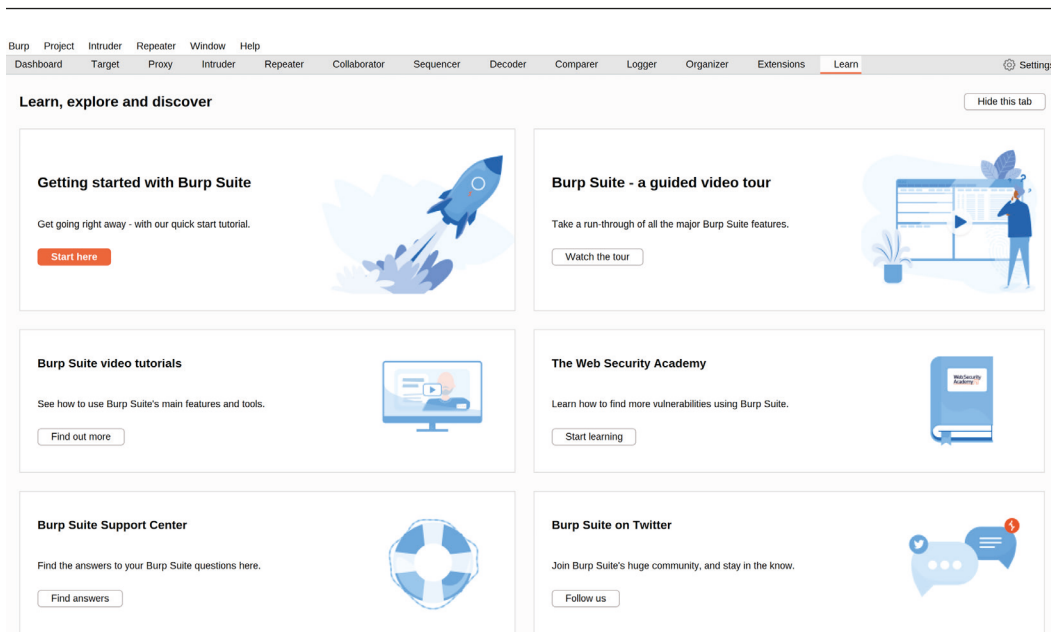 Burp Project Intruder Repeater Window Help
Dashboard Target Proxy Intruder Repeater Collaborator Sequencer Decoder Comparer Logger Organizer Extensions Learn Settings
Learn, explore and discover
Hide this tab
Getting started with Burp Suite
Get going right away - with our quick start tutorial.
Start here
Burp Suite - a guided video tour
Take a run-through of all the major Burp Suite features.
Watch the tour
Burp Suite video tutorials
See how to use Burp Suite's main features and tools.
Find out more
The Web Security Academy
Learn how to find more vulnerabilities using Burp Suite.
Start learning
WebSecurity
Academy
Burp Suite Support Center
Find the answers to your Burp Suite questions here.
Find answers
Burp Suite on Twitter
Join Burp Suite's huge community, and stay in the know.
Follow us